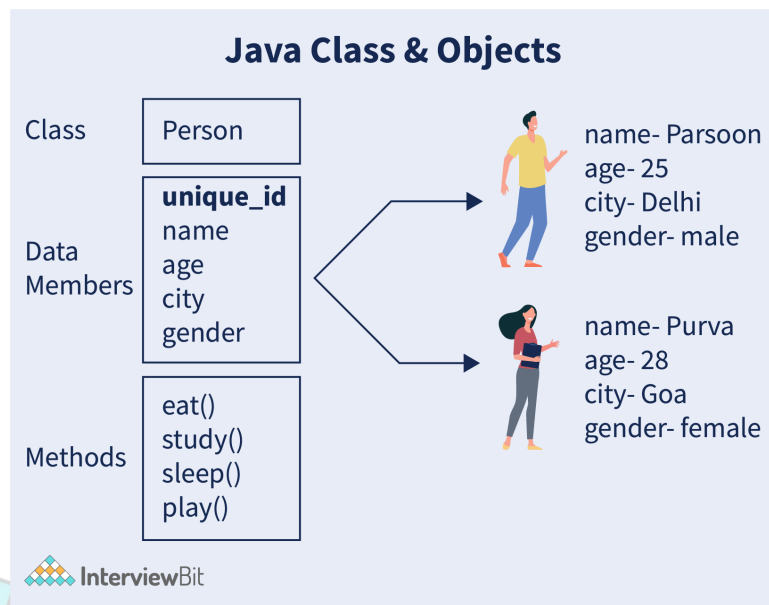 Java Class & Objects
Class
Person
Data
Members
unique_id
name
age
city
gender
Methods
eat()
study()
sleep()
play()
name- Parsoon
age- 25
city- Delhi
gender- male
name- Purva
age- 28
city- Goa
gender- female
InterviewBit